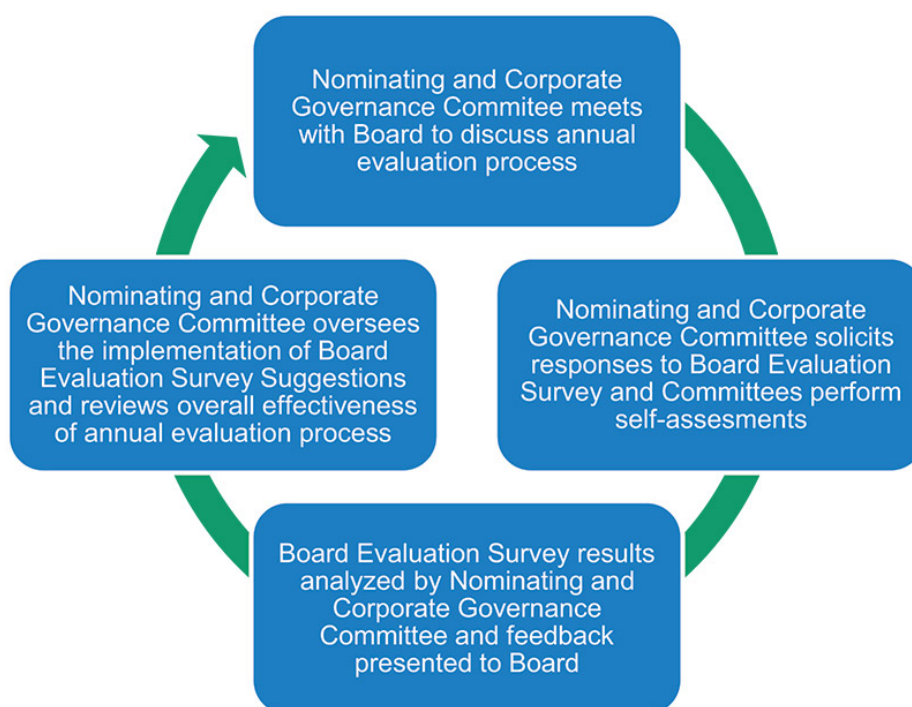 Nominating and Corporate
Governance Commitee meets
with Board to discuss annual
evaluation process
Nominating and Corporate
Governance Committee solicits
responses to Board Evaluation
Survey and Committees perform
self-assesments
Board Evaluation Survey results
analyzed by Nominating and
Corporate Governance
Committee and feedback
presented to Board
Nominating and Corporate
Governance Committee oversees
the implementation of Board
Evaluation Survey Suggestions
and reviews overall effectiveness
of annual evaluation process